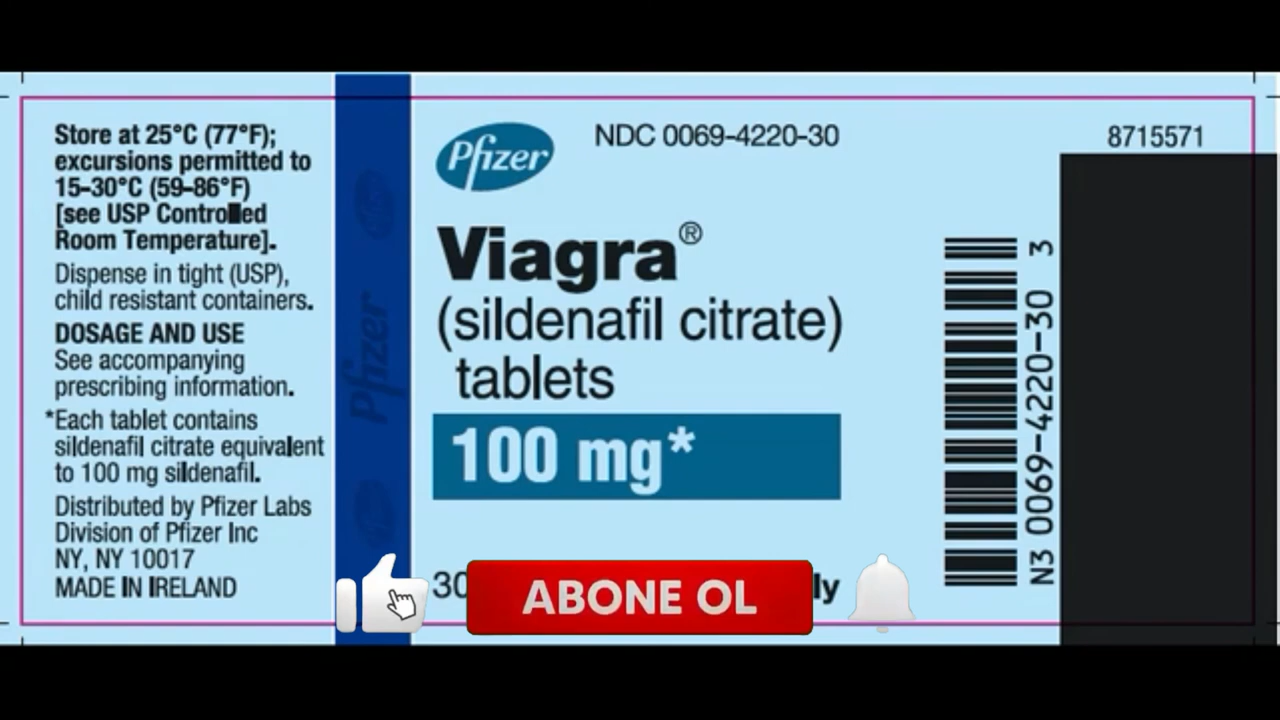 Store at 25°C (77°F);
excursions permitted to
15-30°C (59-86°F)
[see USP Controlled
Room Temperature].
Dispense in tight (USP),
child resistant containers.
DOSAGE AND USE
See accompanying
prescribing information.
*Each tablet contains
sildenafil citrate equivalent
to 100 mg sildenafil.
Distributed by Pfizer Labs
Division of Pfizer Inc
NY, NY 10017
MADE IN IRELAND
Pfizer
Pfizer
NDC 0069-4220-30
Viagra®
(sildenafil citrate)
tablets
100 mg*
30
ABONE OL
8715571
N3 0069-4220-30 3